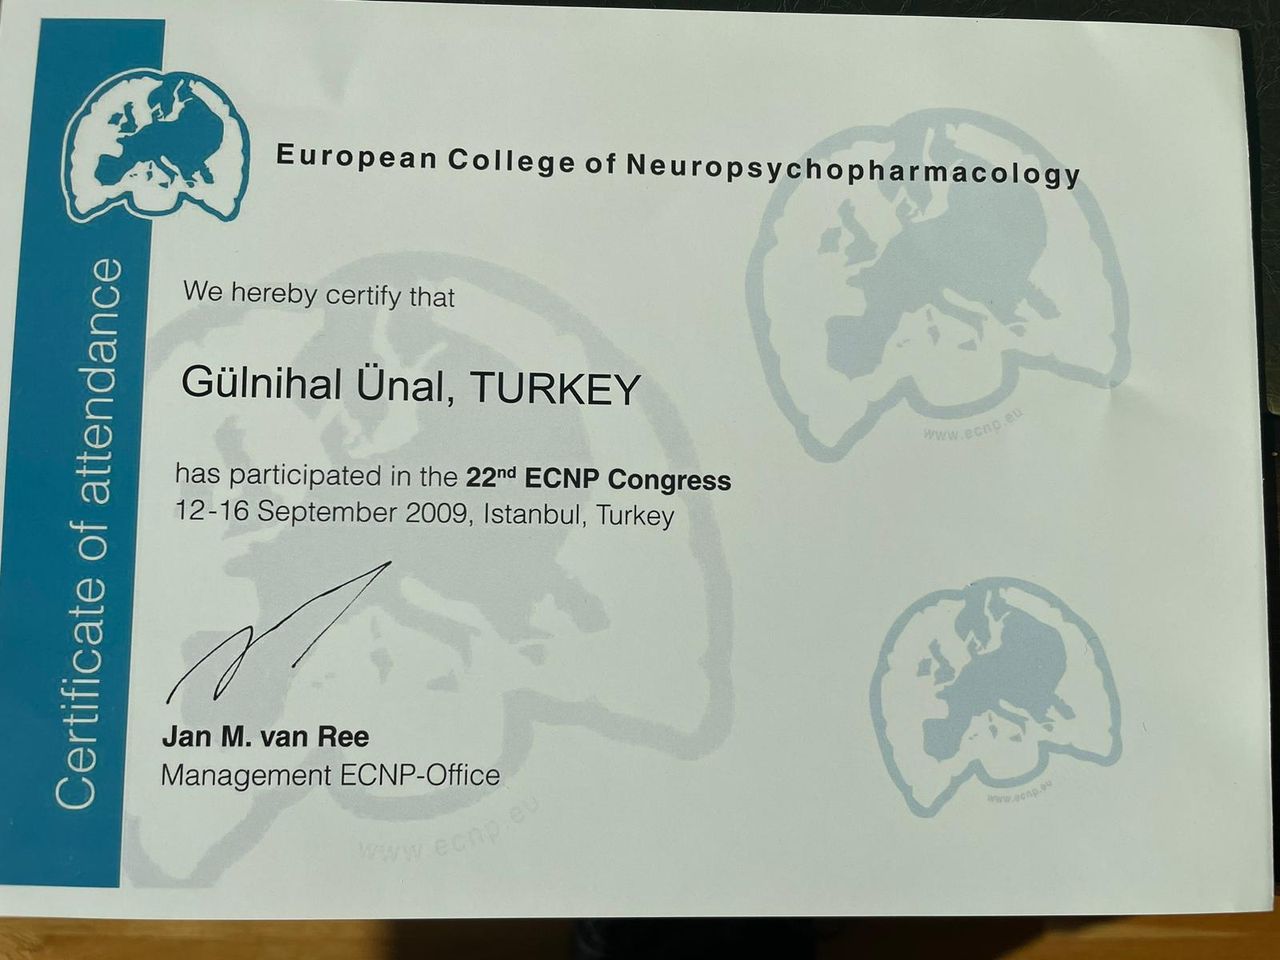 European College of Neuropsychopharmacology
Certificate of attendance
We hereby certify that
Gülnihal Ünal, TURKEY
has participated in the 22nd ECNP Congress
12-16 September 2009, Istanbul, Turkey
Jan M. van Ree
Management ECNP-Office
www.ecnp.eu
www.ecnp.eu
www.ecnp.eu